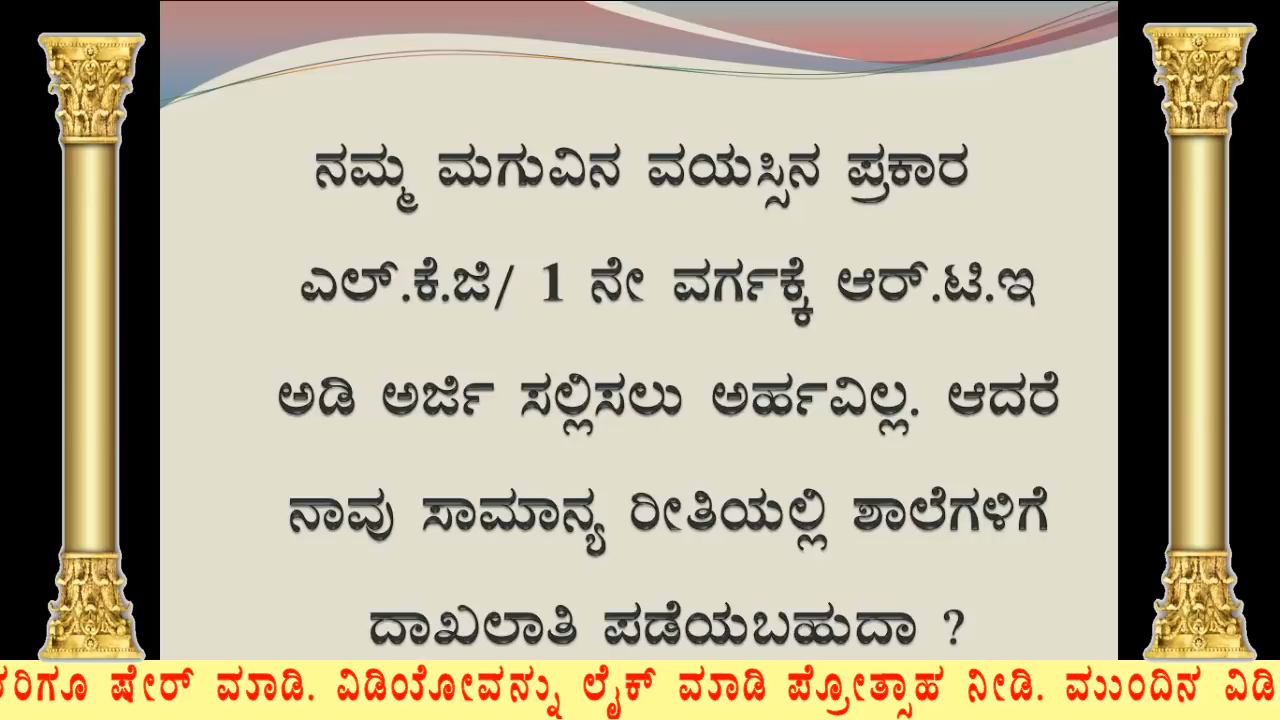 ನಮ್ಮ ಮಗುವಿನ ವಯಸ್ಸಿನ ಪ್ರಕಾರ
ಎಲ್.ಕೆ.ಜಿ/ 1 ನೇ ವರ್ಗಕ್ಕೆ ಆರ್.ಟಿ.ಇ
ಅಡಿ ಅರ್ಜಿ ಸಲ್ಲಿಸಲು ಅರ್ಹವಿಲ್ಲ. ಆದರೆ
ನಾವು ಸಾಮಾನ್ಯ ರೀತಿಯಲ್ಲಿ ಶಾಲೆಗಳಿಗೆ
ದಾಖಲಾತಿ ಪಡೆಯಬಹುದಾ ?
ಶೇರ್ ಮಾಡಿ. ವಿಡಿಯೋವನ್ನು ಲೈಕ್ ಮಾಡಿ ಪ್ರೋತ್ಸಾಹ ನೀಡಿ. ಮುಂದಿನ